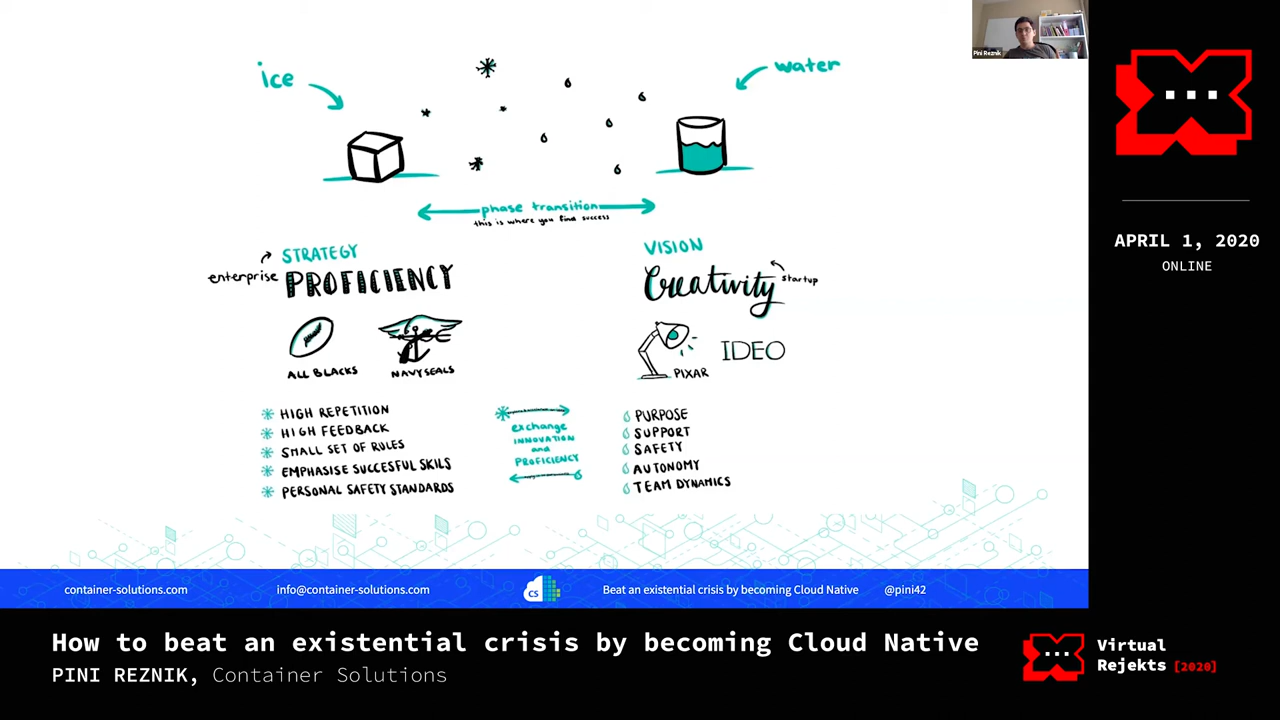 Pini Reznik
ice
water
phase transition
this is where you find success
STRATEGY
enterprise
PROFICIENCY
VISION
Creativity
startup
ALL BLACKS
NAVY SEALS
PIXAR
IDEO
HIGH REPETITION
HIGH FEEDBACK
SMALL SET OF RULES
EMPHASISE SUCCESFUL SKILS
PERSONAL SAFETY STANDARDS
exchange
INNOVATION
and
PROFICIENCY
PURPOSE
SUPPORT
SAFETY
AUTONOMY
TEAM DYNAMICS
container-solutions.com
info@container-solutions.com
CS
Beat an existential crisis by becoming Cloud Native
@pini42
APRIL 1, 2020
ONLINE
How to beat an existential crisis by becoming Cloud Native
PINI REZNIK, Container Solutions
Virtual
Rejekts [2020]